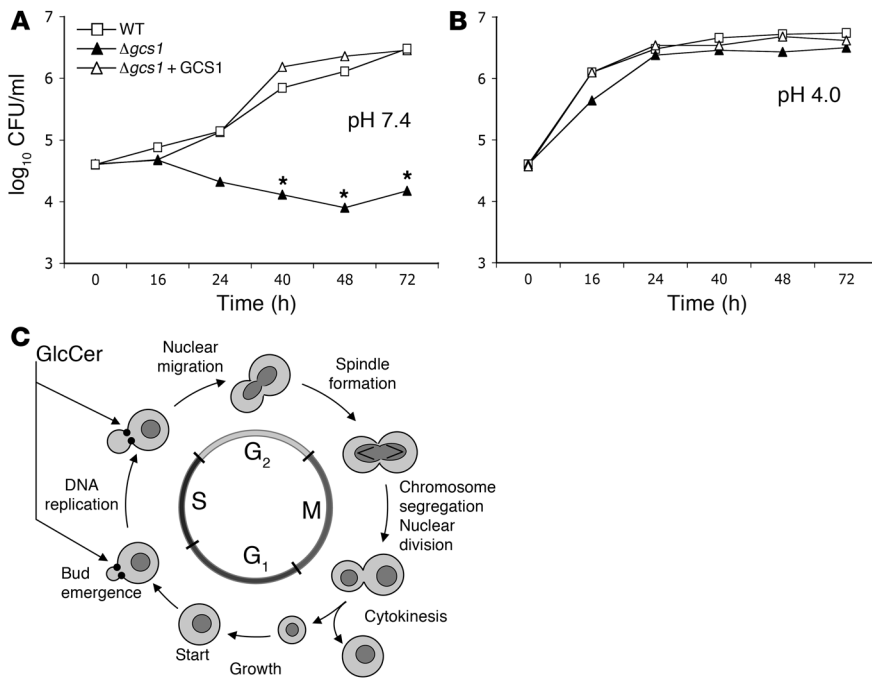 A
7
6
5
4
3
log₁₀ CFU/ml
WT
Δgcs1
Δgcs1 + GCS1
pH 7.4
*
*
*
0 16 24 40 48 72
Time (h)
B
7
6
5
4
3
pH 4.0
0 16 24 40 48 72
Time (h)
C
GlcCer
Nuclear
migration
Spindle
formation
Chromosome
segregation
Nuclear
division
Cytokinesis
Growth
Start
Bud
emergence
DNA
replication
G₂
M
G₁
S